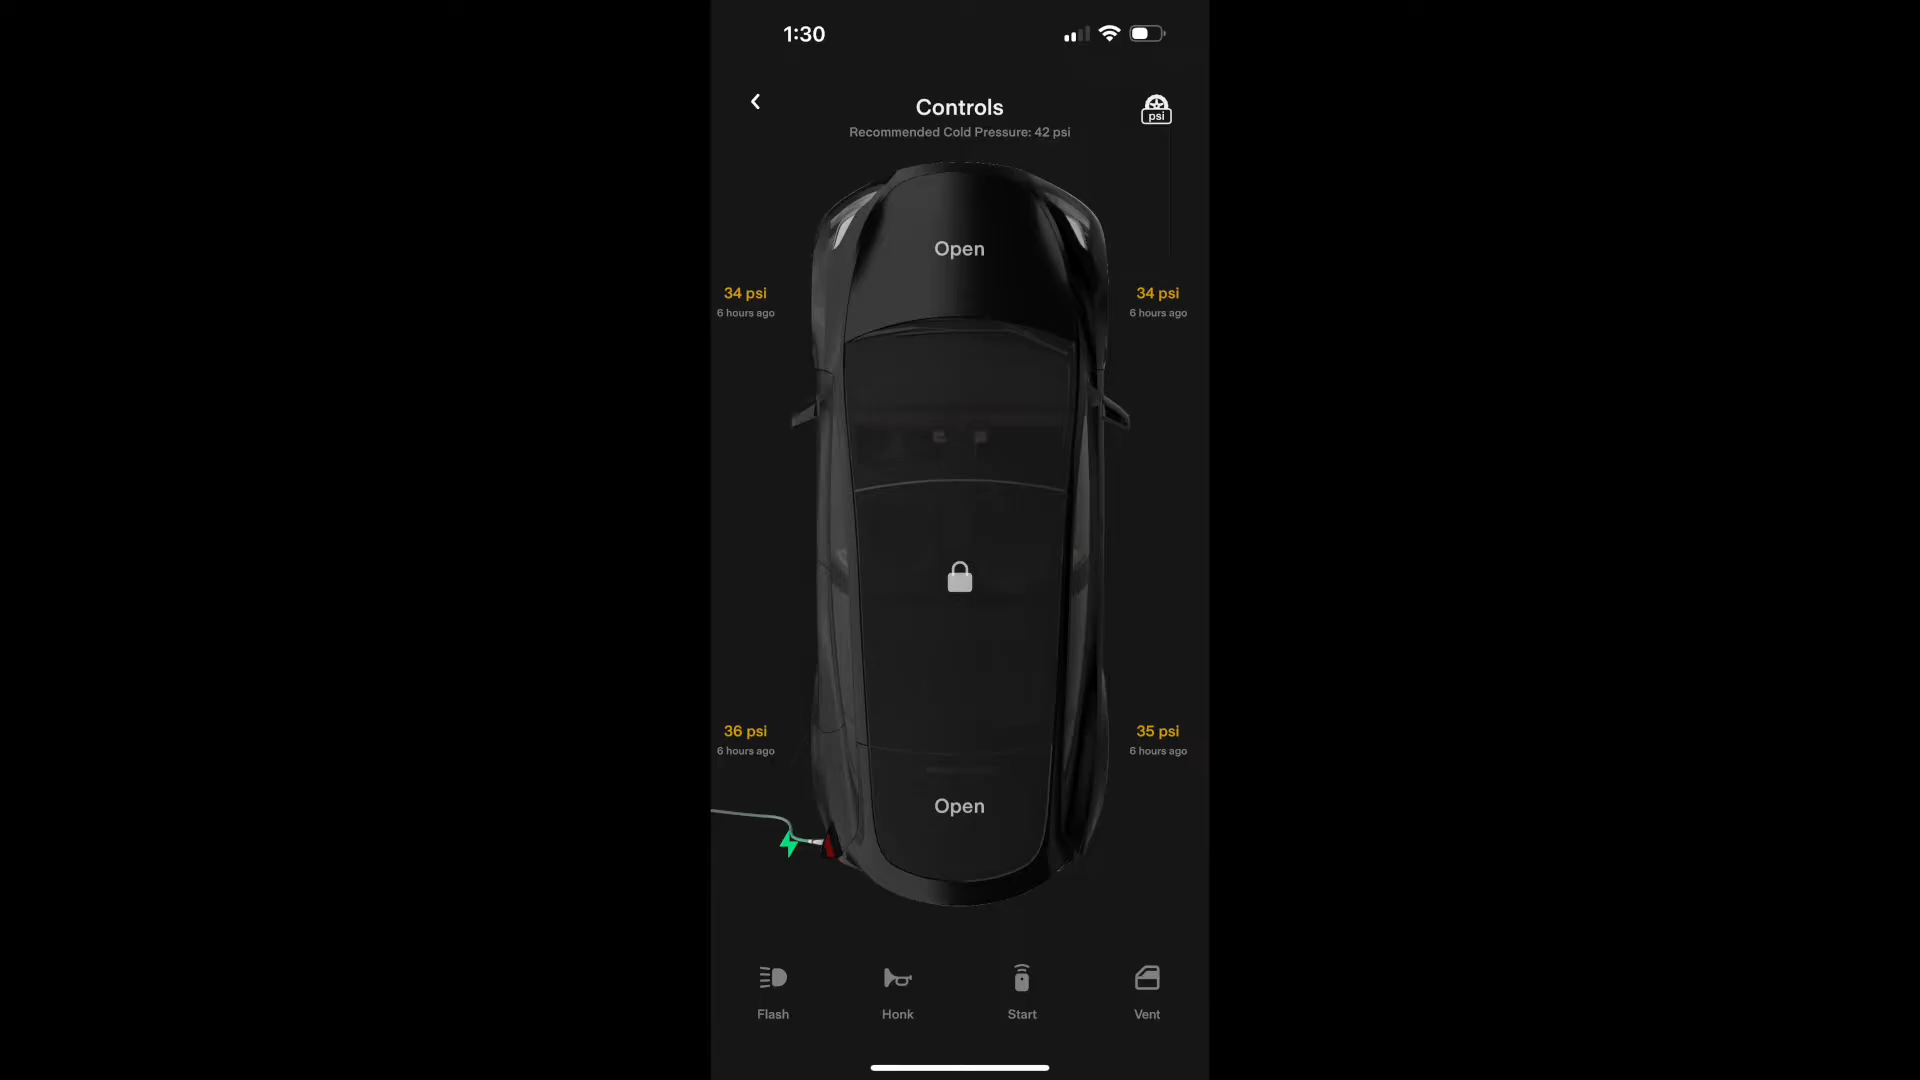 1:30
Controls
psi
Recommended Cold Pressure: 42 psi
Open
34 psi
34 psi
6 hours ago
6 hours ago
36 psi
35 psi
6 hours ago
6 hours ago
Open
Flash
Honk
Start
Vent